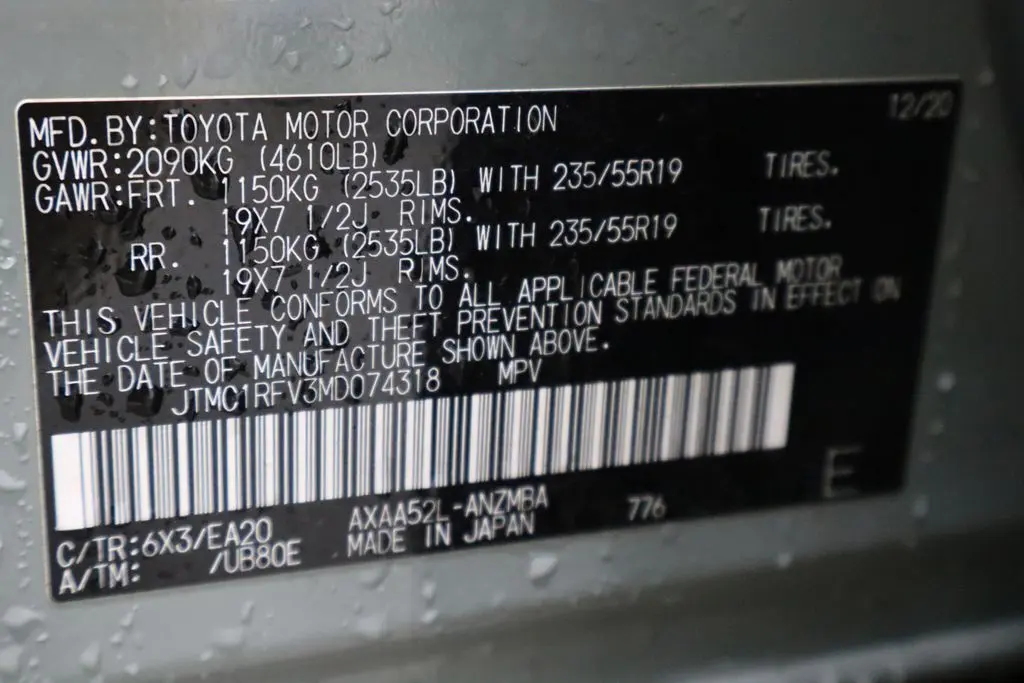 12/20
MFD. BY: TOYOTA MOTOR CORPORATION
GVWR: 2090KG (4610LB)
GAWR: FRT. 1150KG (2535LB) WITH 235/55R19 TIRES.
19X7 1/2J RIMS.
RR. 1150KG (2535LB) WITH 235/55R19 TIRES.
19X7 1/2J RIMS.
THIS VEHICLE CONFORMS TO ALL APPLICABLE FEDERAL MOTOR
VEHICLE SAFETY AND THEFT PREVENTION STANDARDS IN EFFECT ON
THE DATE OF MANUFACTURE SHOWN ABOVE.
JTMC1RFV3MD074318 MPV
E
C/TR: 6X3/EA20 AXAA52L-ANZMBA 776
A/TM: /UB80E MADE IN JAPAN